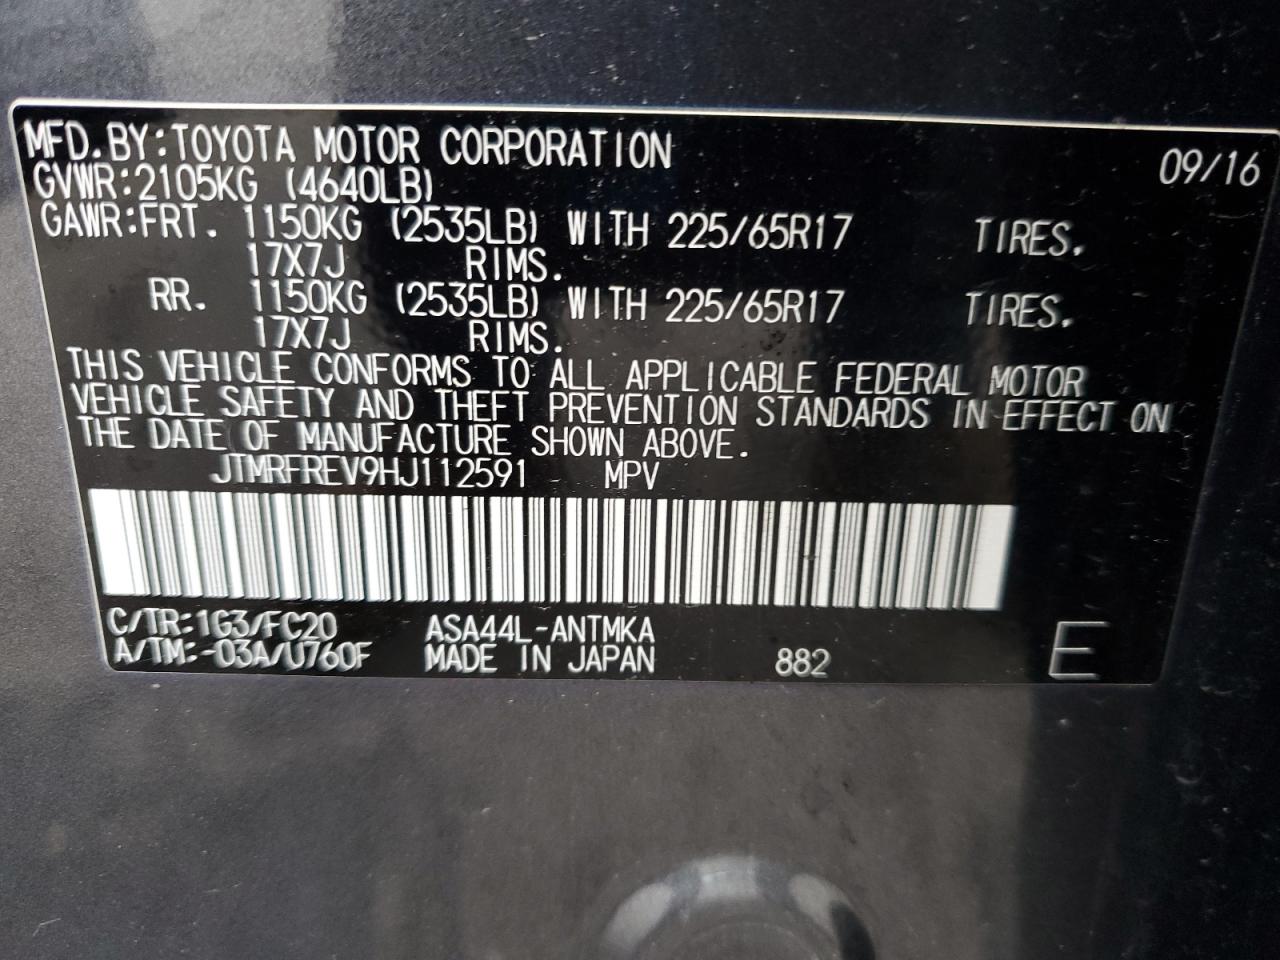 MFD. BY: TOYOTA MOTOR CORPORATION 09/16
GVWR: 2105KG (4640LB)
GAWR: FRT. 1150KG (2535LB) WITH 225/65R17 TIRES.
17X7J RIMS.
RR. 1150KG (2535LB) WITH 225/65R17 TIRES.
17X7J RIMS.
THIS VEHICLE CONFORMS TO ALL APPLICABLE FEDERAL MOTOR
VEHICLE SAFETY AND THEFT PREVENTION STANDARDS IN EFFECT ON
THE DATE OF MANUFACTURE SHOWN ABOVE.
JTMRFREV9HJ112591 MPV
C/TR: 1G3/FC20 ASA44L-ANTMKA
A/TM: -03A/U760F MADE IN JAPAN 882 E